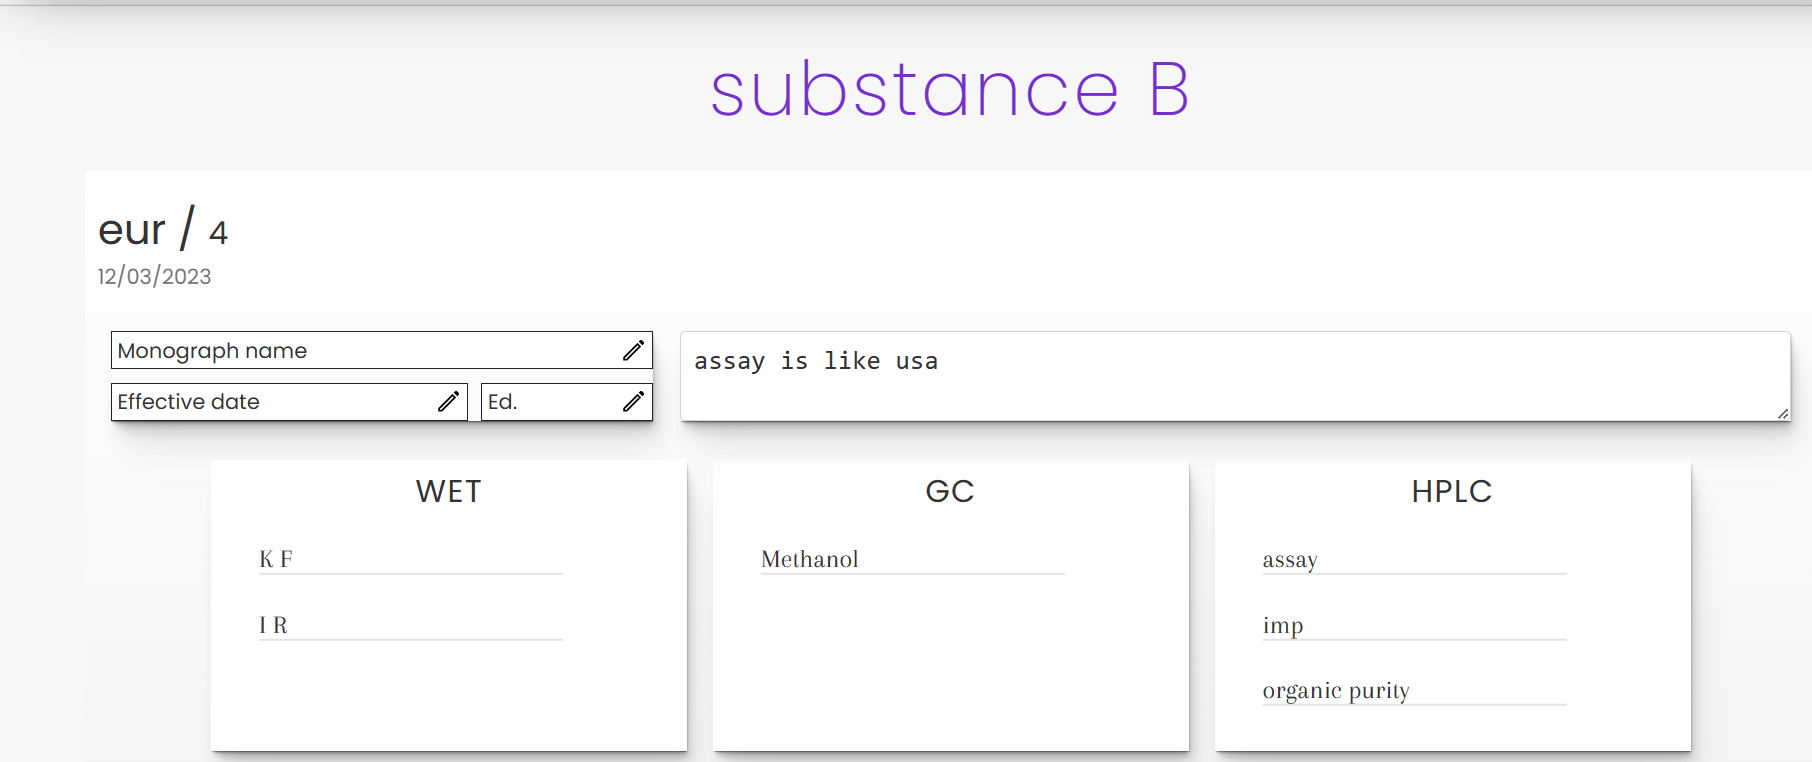 substance B
eur / 4
12/03/2023
Monograph name
Effective date
Ed.
assay is like usa
WET
K F
I R
GC
Methanol
HPLC
assay
imp
organic purity